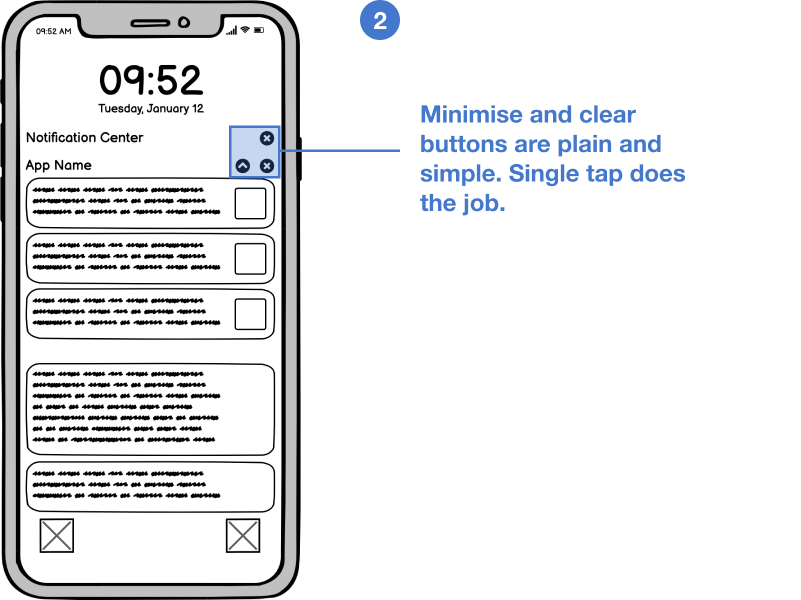 2
09:52 AM
09:52
Tuesday, January 12
Notification Center
App Name
Minimise and clear
buttons are plain and
simple. Single tap does
the job.